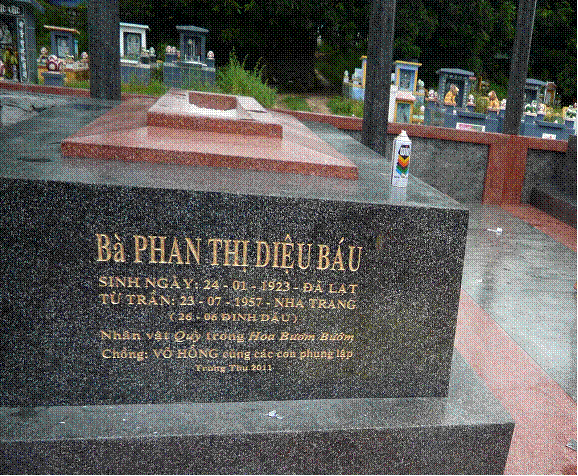 Bà PHAN THỊ DIỆU BÁU
SINH NGÀY: 24 - 01 - 1923 - ĐÀ LẠT
TỪ TRẦN: 23 - 07 - 1957 - NHA TRANG
( 26 - 06 ĐINH DẬU )
Nhân vật Quỳ trong Hoa Bươm Bướm
Chồng: VÕ HỒNG cùng các con phụng lập
Trung Thu 2011